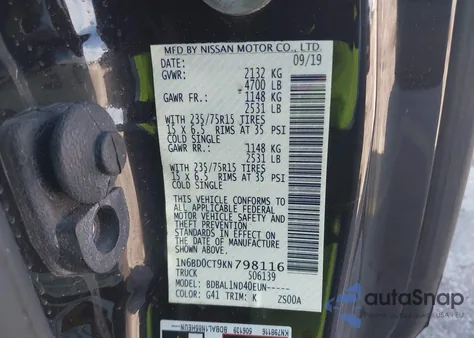 MFD BY NISSAN MOTOR CO., LTD.
DATE: 09/19
GVWR: 2132 KG
4700 LB
GAWR FR.: 1148 KG
2531 LB
WITH 235/75R15 TIRES
15 X 6.5 RIMS AT 35 PSI
COLD SINGLE
GAWR RR.: 1148 KG
2531 LB
WITH 235/75R15 TIRES
15 X 6.5 RIMS AT 35 PSI
COLD SINGLE
THIS VEHICLE CONFORMS TO
ALL APPLICABLE FEDERAL
MOTOR VEHICLE SAFETY
STANDARDS IN EFFECT ON THE
DATE OF MANUFACTURE
SHOWN ABOVE.
1N6BD0CT9KN798116
TRUCK 506139
MODEL: BDBAL1ND40EUN-----
COLOR: G41 TRIM: K ZS00A
KN798116 506139
autoSnap